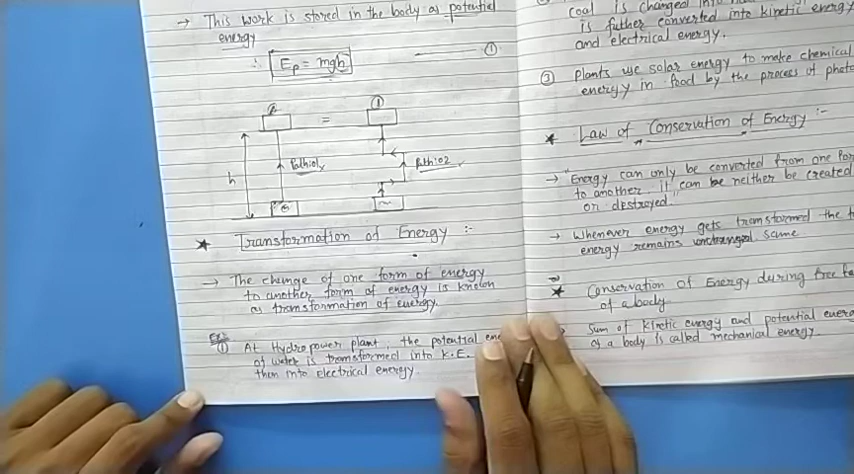 → This work is stored in the body as potential
energy
∴ Ep = mgh ①
=
h
Path:01
Path:02
★ Transformation of Energy :-
→ The change of one form of energy
to another form of energy is known
as transformation of energy.
Ex:-
① At Hydropower plant, the potential
of water is transformed into K.E.
then into electrical energy.
coal is changed
is futher converted into kinetic energy
and electrical energy.
③ Plants use solar energy to make chemical
energy in food by the process of
★ Law of Conservation of Energy :-
→ "Energy can only be converted from one
to another. it can be neither be created
or destroyed."
→ Whenever energy gets transformed the
energy remains same
★ Conservation of Energy during free
of a body
Sum of kinetic energy and potential
of a body is called mechanical energy.